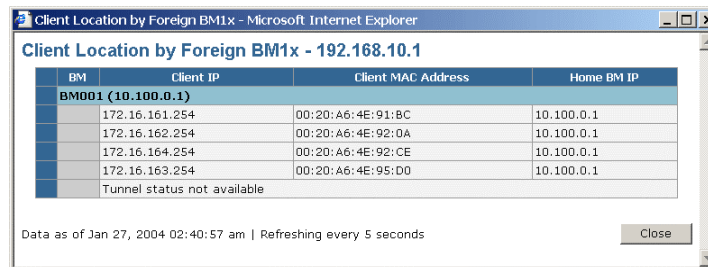 Client Location by Foreign BM1x - Microsoft Internet Explorer
Client Location by Foreign BM1x - 192.168.10.1
BM Client IP Client MAC Address Home BM IP
BM001 (10.100.0.1)
172.16.161.254 00:20:A6:4E:91:BC 10.100.0.1
172.16.162.254 00:20:A6:4E:92:0A 10.100.0.1
172.16.164.254 00:20:A6:4E:92:CE 10.100.0.1
172.16.163.254 00:20:A6:4E:95:D0 10.100.0.1
Tunnel status not available
Data as of Jan 27, 2004 02:40:57 am | Refreshing every 5 seconds Close